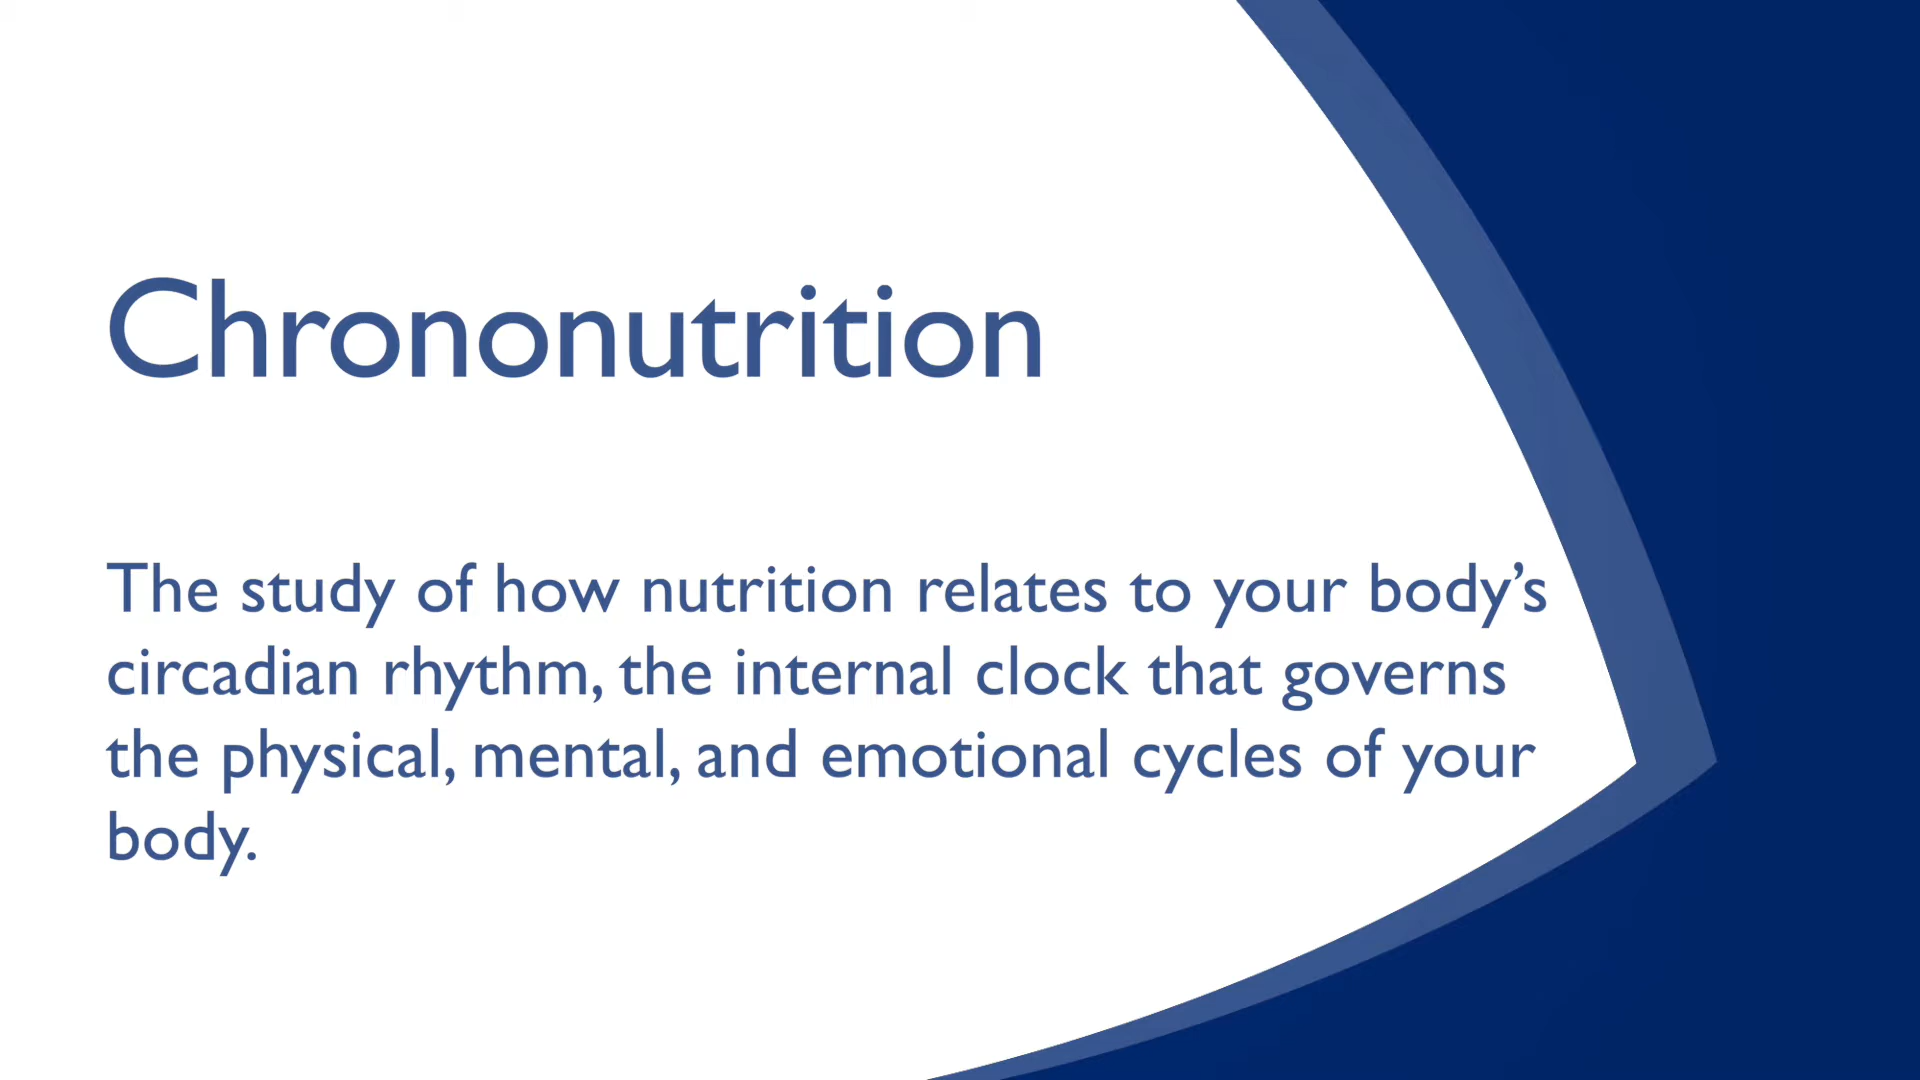 Chrononutrition
The study of how nutrition relates to your body’s
circadian rhythm, the internal clock that governs
the physical, mental, and emotional cycles of your
body.